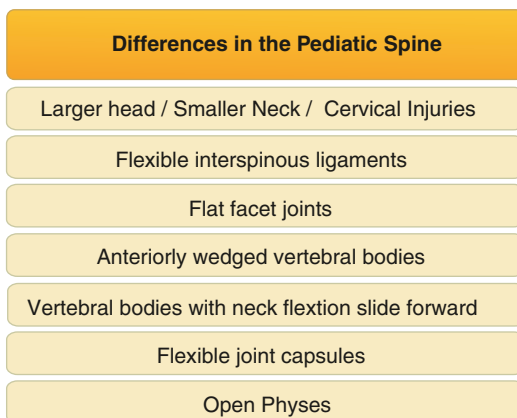 Differences in the Pediatic Spine
Larger head / Smaller Neck / Cervical Injuries
Flexible interspinous ligaments
Flat facet joints
Anteriorly wedged vertebral bodies
Vertebral bodies with neck flextion slide forward
Flexible joint capsules
Open Physes